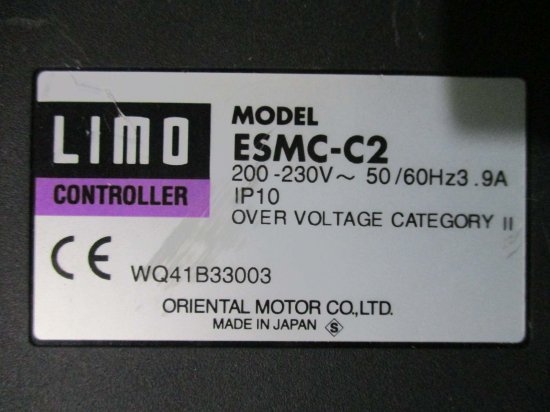 LIMO
CONTROLLER
MODEL
ESMC-C2
200-230V~ 50/60Hz3.9A
IP10
OVER VOLTAGE CATEGORY II
CE WQ41B33003
ORIENTAL MOTOR CO.,LTD.
MADE IN JAPAN S